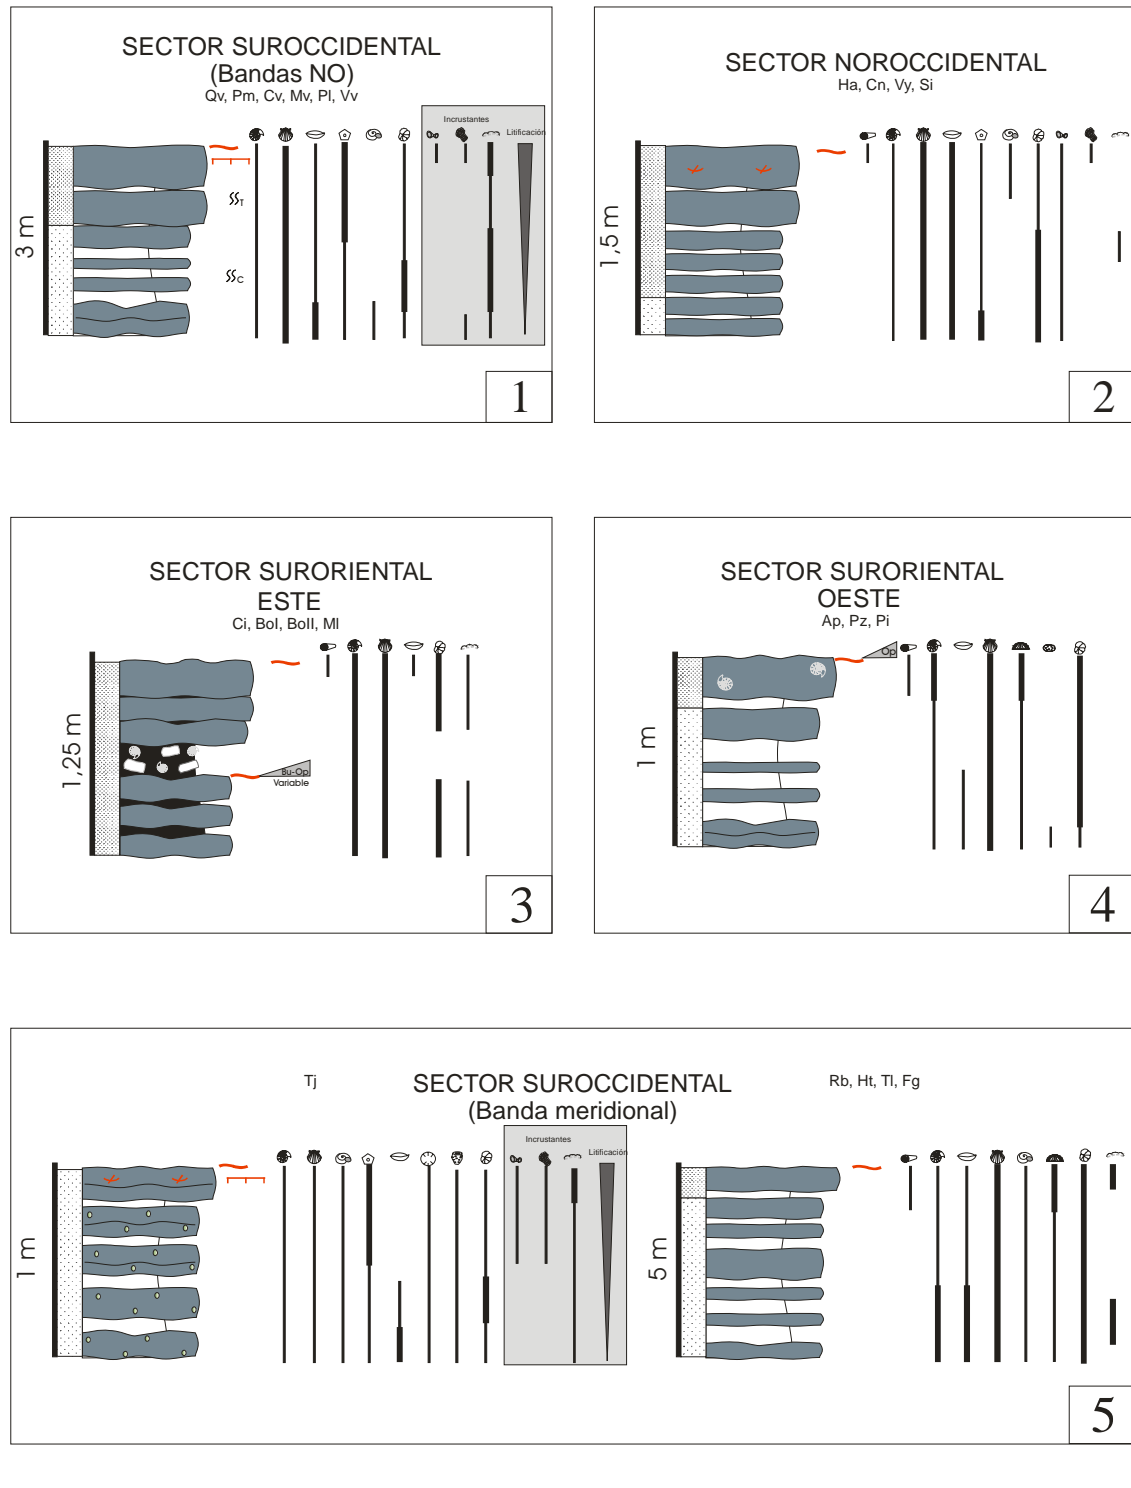 SECTOR SUROCCIDENTAL
(Bandas NO)
Qv, Pm, Cv, Mv, Pl, Vv
Incrustantes
Litificación
3 m
SST
SSC
1
SECTOR NOROCCIDENTAL
Ha, Cn, Vy, Si
1,5 m
2
SECTOR SURORIENTAL
ESTE
Ci, BoI, BoII, Ml
1,25 m
Bu-Op
Variable
3
SECTOR SURORIENTAL
OESTE
Ap, Pz, Pi
Op
1 m
4
Tj
SECTOR SUROCCIDENTAL
(Banda meridional)
Rb, Ht, Tl, Fg
Incrustantes
Litificación
1 m
5 m
5